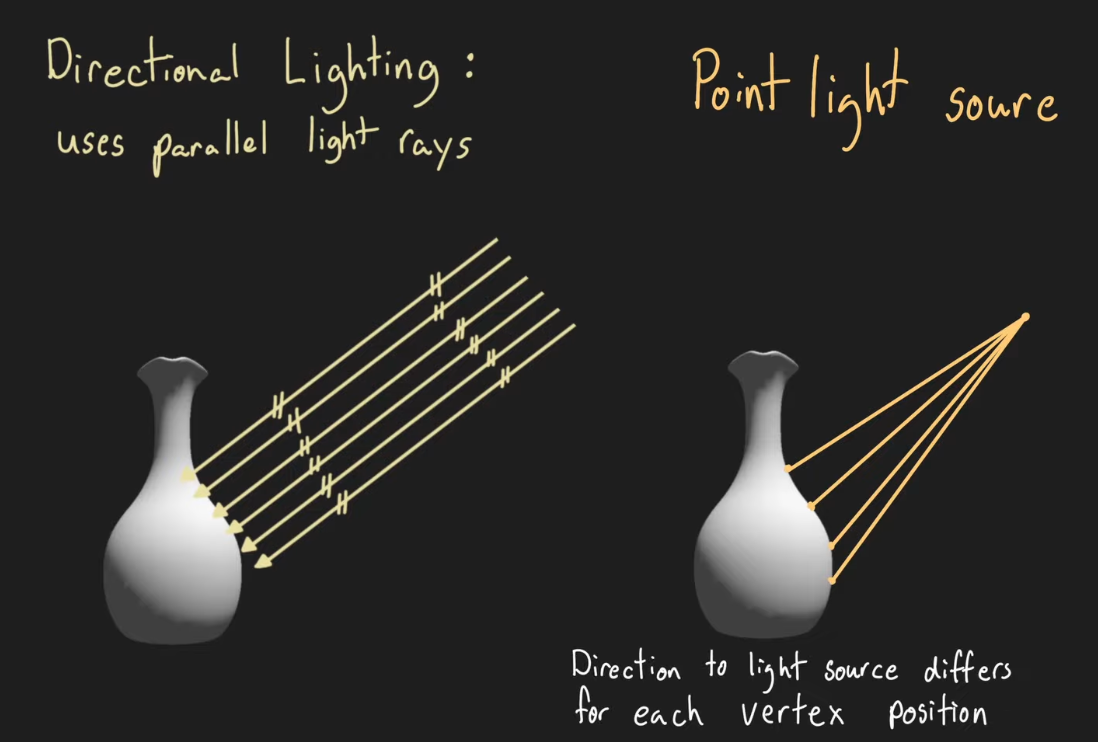 Directional Lighting :
uses parallel light rays
Point light soure
Direction to light source differs
for each vertex position